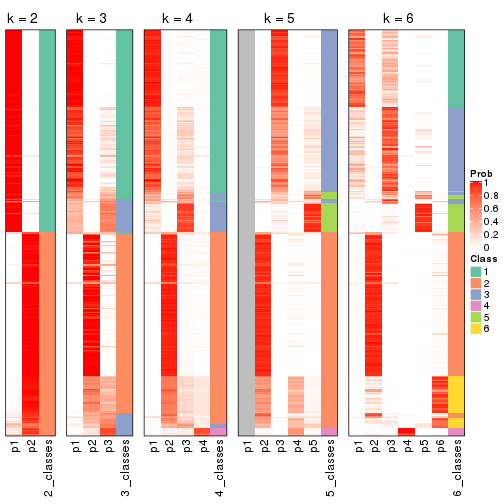 k = 2
k = 3
k = 4
k = 5
k = 6
p1
p2
2_classes
p1
p2
p3
3_classes
p1
p2
p3
p4
4_classes
p1
p2
p3
p4
p5
5_classes
p1
p2
p3
p4
p5
p6
6_classes
Prob
1
0.8
0.6
0.4
0.2
0
Class
1
2
3
4
5
6